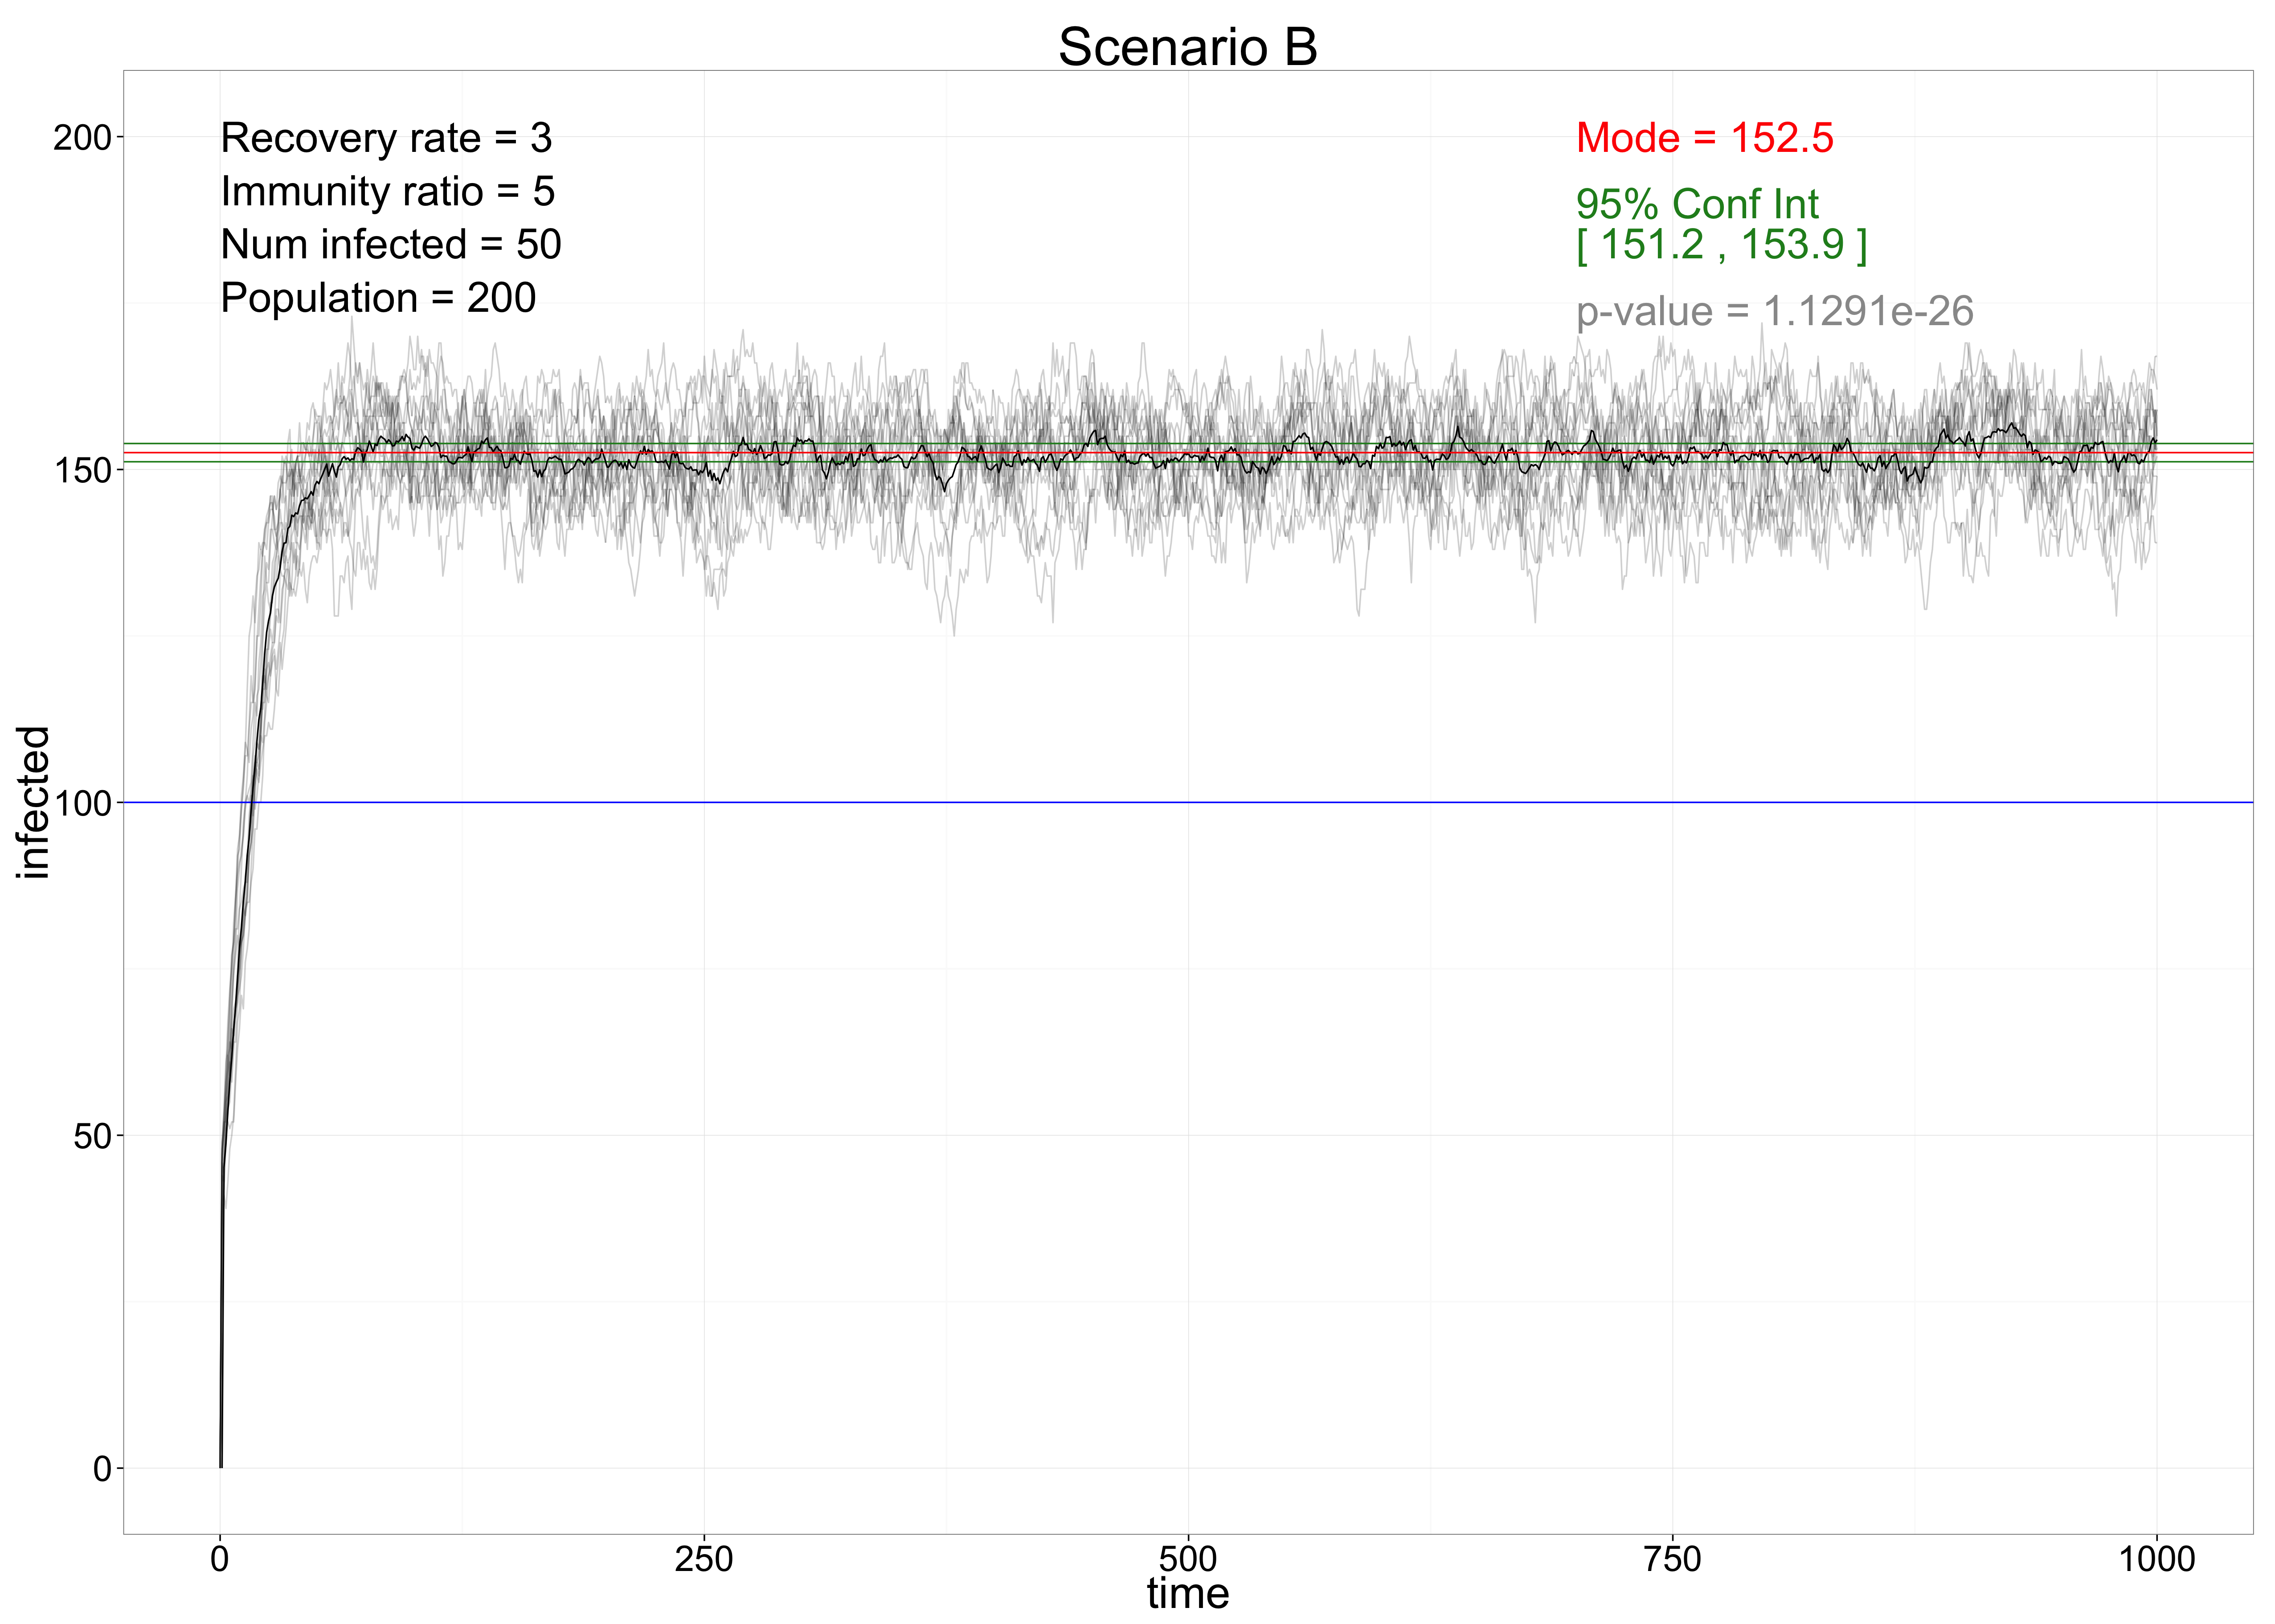 Scenario B
Recovery rate = 3
Immunity ratio = 5
Num infected = 50
Population = 200
Mode = 152.5
95% Conf Int
[ 151.2 , 153.9 ]
p-value = 1.1291e-26
infected
200
150
100
50
0
0 250 500 750 1000
time